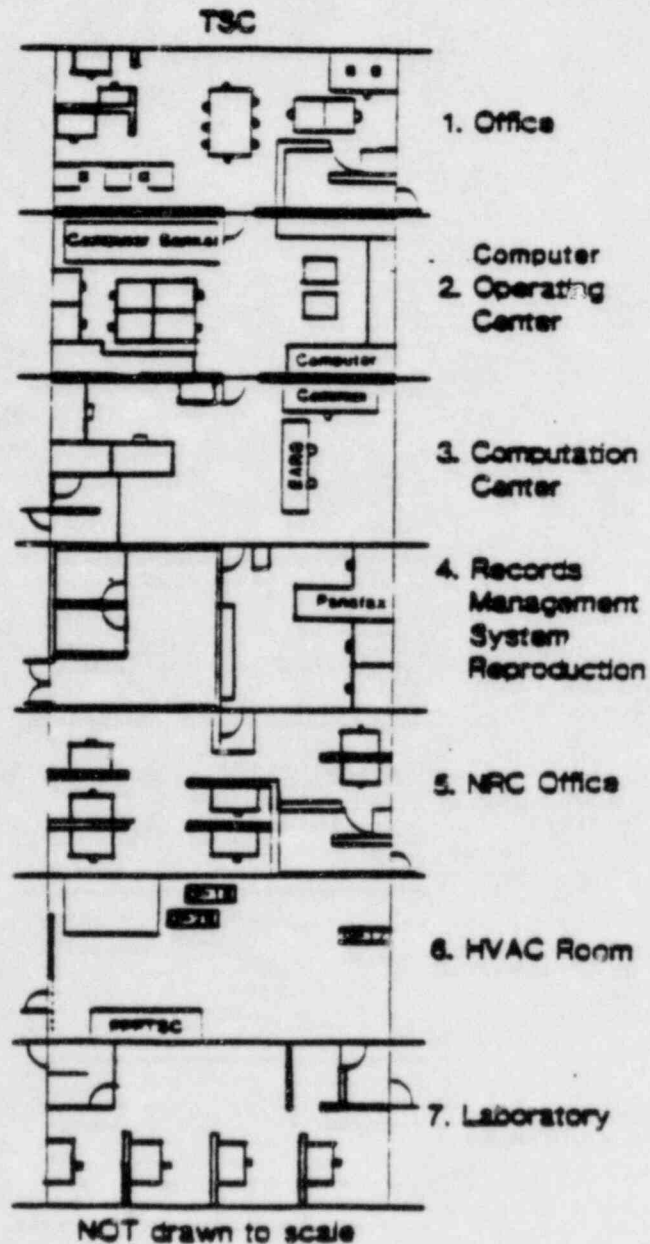 TSC
1. Office
Computer
Computer
2. Operating
Center
Computer
3. Computation
Center
4. Records
Management
System
Reproduction
Panafax
5. NRC Office
6. HVAC Room
7. Laboratory
NOT drawn to scale